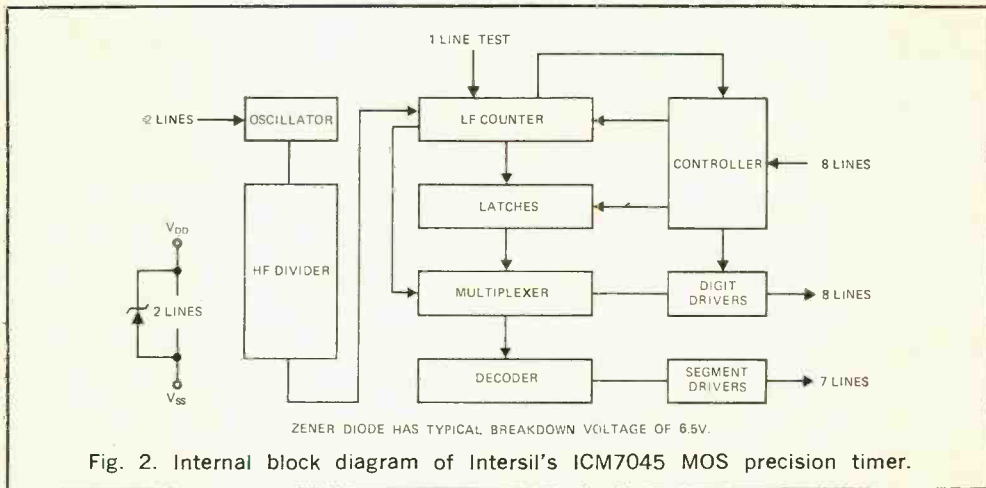 1 LINE TEST
2 LINES
OSCILLATOR
LF COUNTER
CONTROLLER
8 LINES
LATCHES
HF DIVIDER
VDD
2 LINES
VSS
MULTIPLEXER
DIGIT
DRIVERS
8 LINES
DECODER
SEGMENT
DRIVERS
7 LINES
ZENER DIODE HAS TYPICAL BREAKDOWN VOLTAGE OF 6.5V.
Fig. 2. Internal block diagram of Intersil's ICM7045 MOS precision timer.